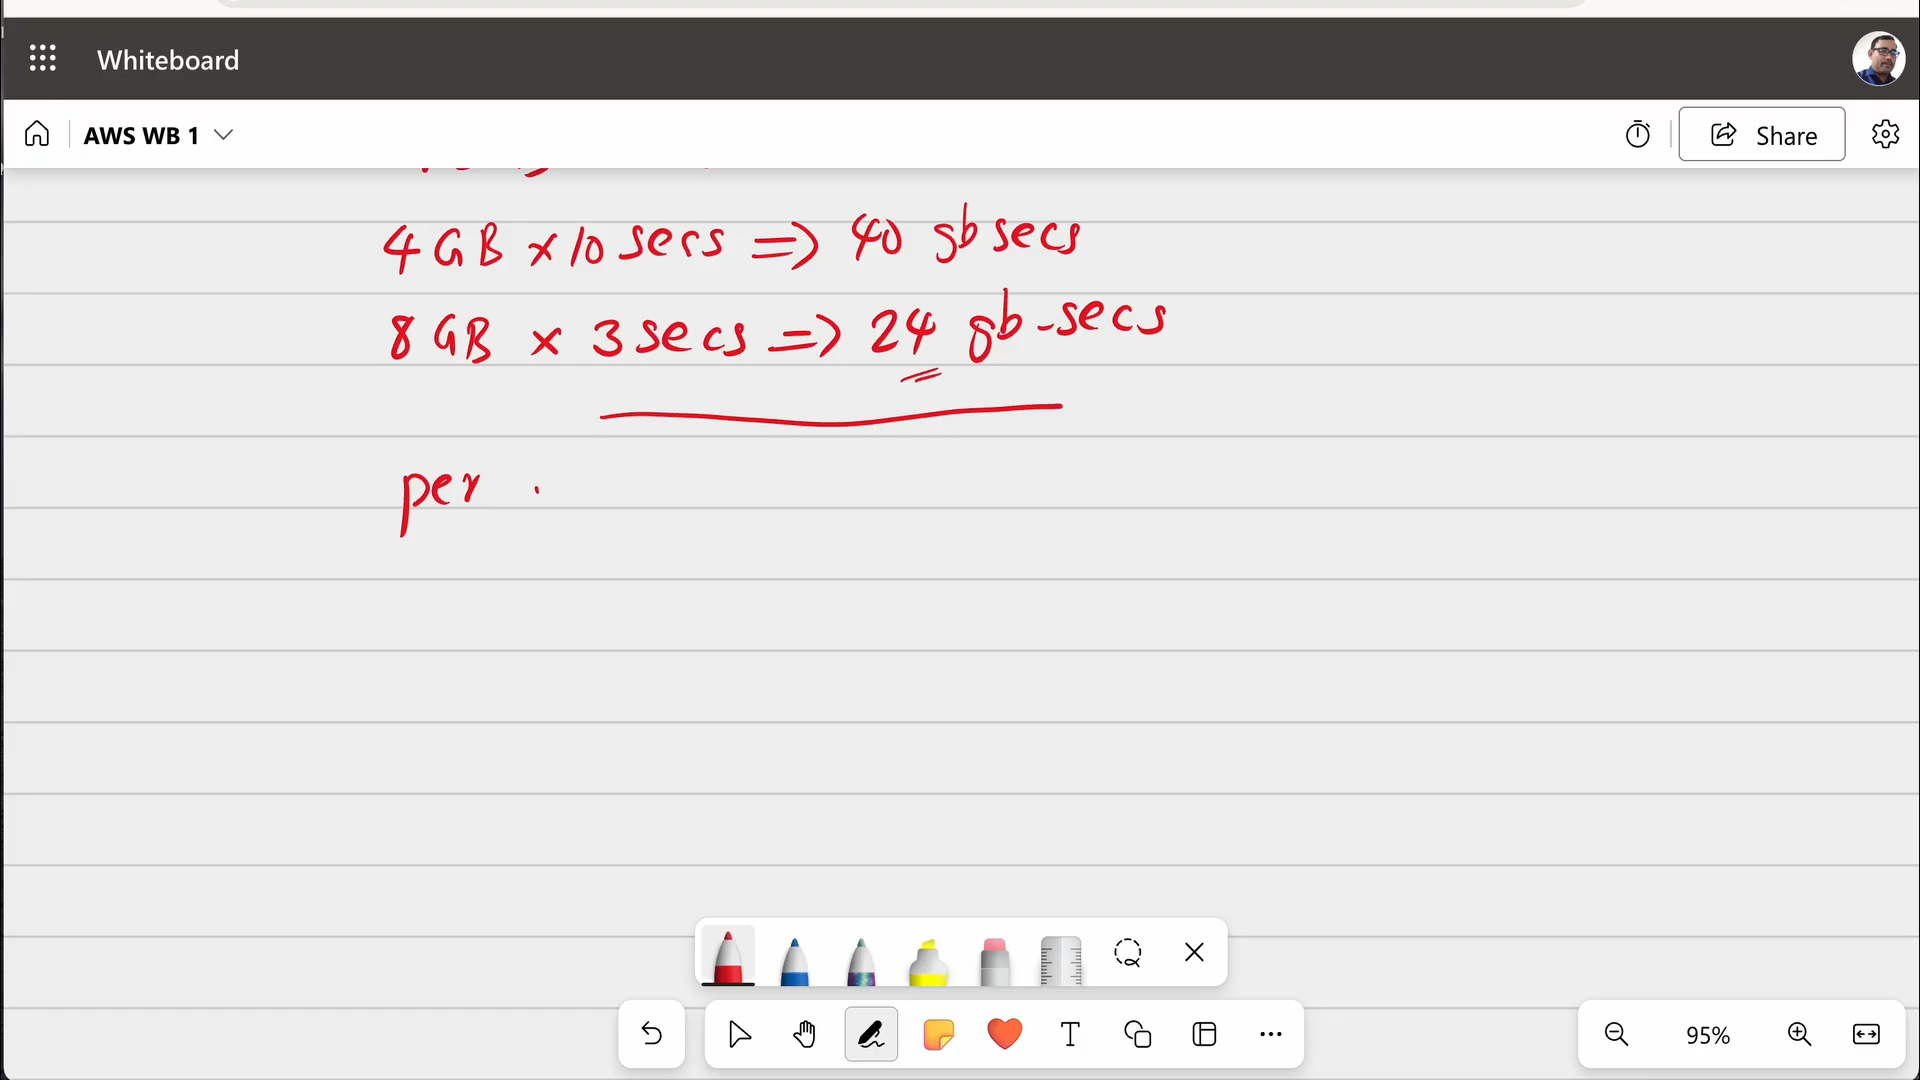 Whiteboard
AWS WB 1
Share
4 GB x 10 secs => 40 gb secs
8 GB x 3 secs => 24 gb-secs
per
95%